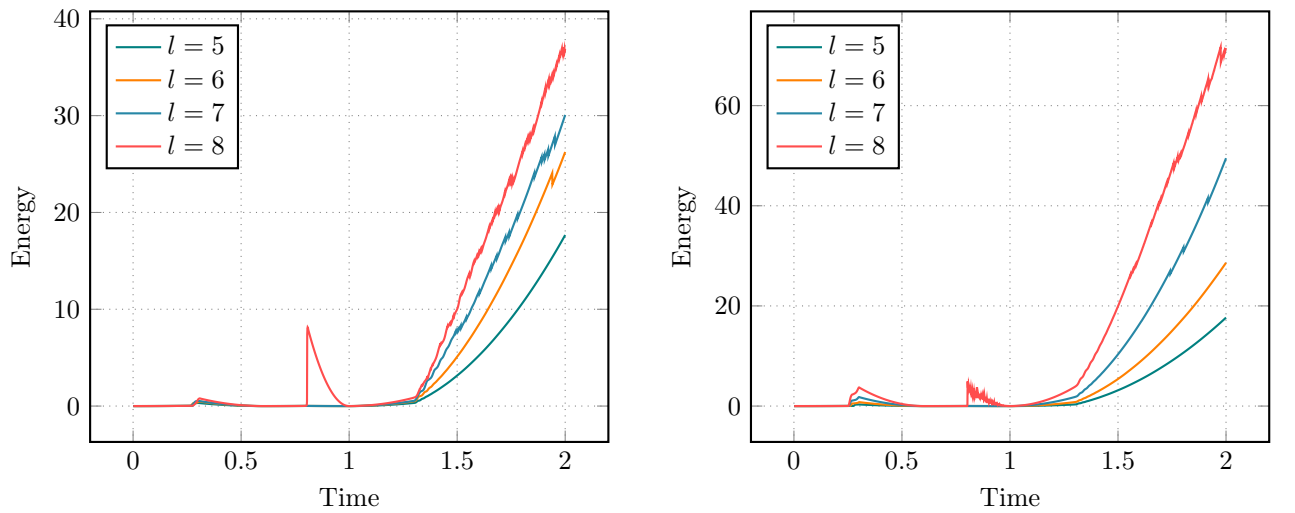 40
30
20
10
0
Energy
l = 5
l = 6
l = 7
l = 8
0 0.5 1 1.5 2
Time
60
40
20
0
Energy
l = 5
l = 6
l = 7
l = 8
0 0.5 1 1.5 2
Time